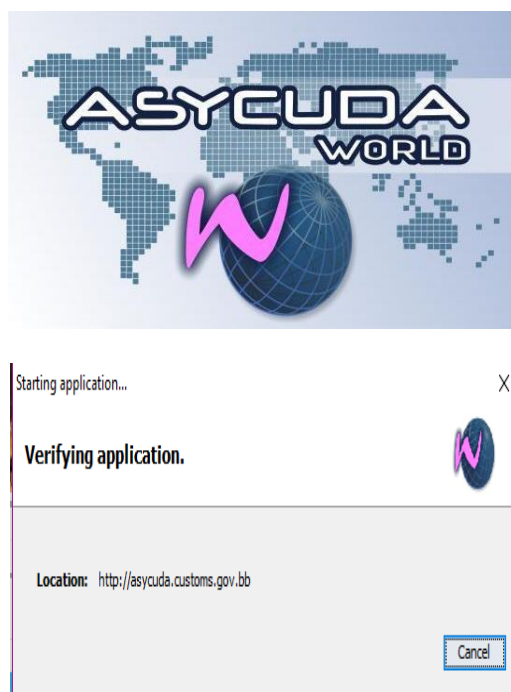 ASYCUDA
WORLD
W
Starting application...
Verifying application.
W
Location: http://asycuda.customs.gov.bb
Cancel